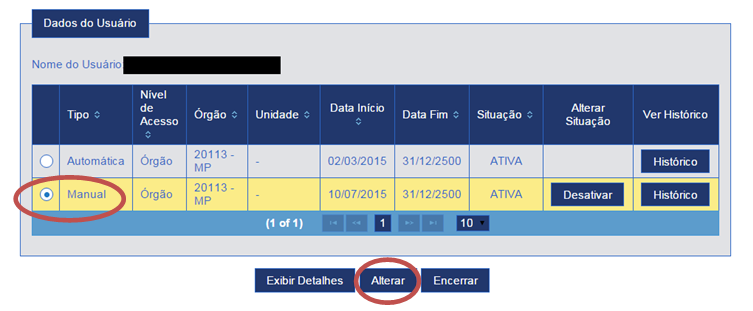 Dados do Usuário
Nome do Usuário
Tipo Nível de Acesso Órgão Unidade Data Início Data Fim Situação Alterar Situação Ver Histórico
Automática Órgão 20113 - MP - 02/03/2015 31/12/2500 ATIVA Histórico
Manual Órgão 20113 - MP - 10/07/2015 31/12/2500 ATIVA Desativar Histórico
(1 of 1) 1 10
Exibir Detalhes Alterar Encerrar